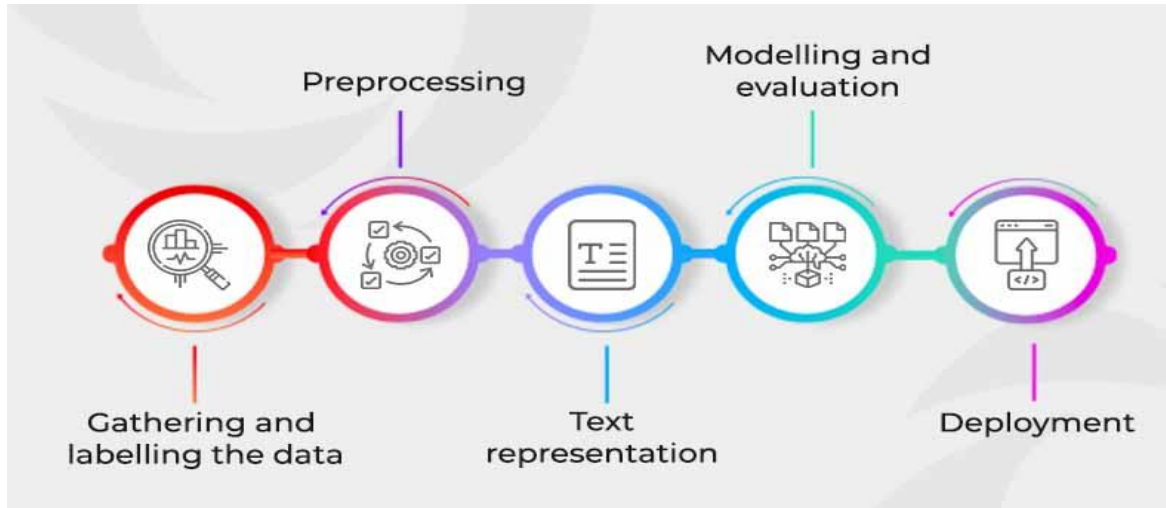 Preprocessing
Modelling and
evaluation
T
</>
Gathering and
labelling the data
Text
representation
Deployment